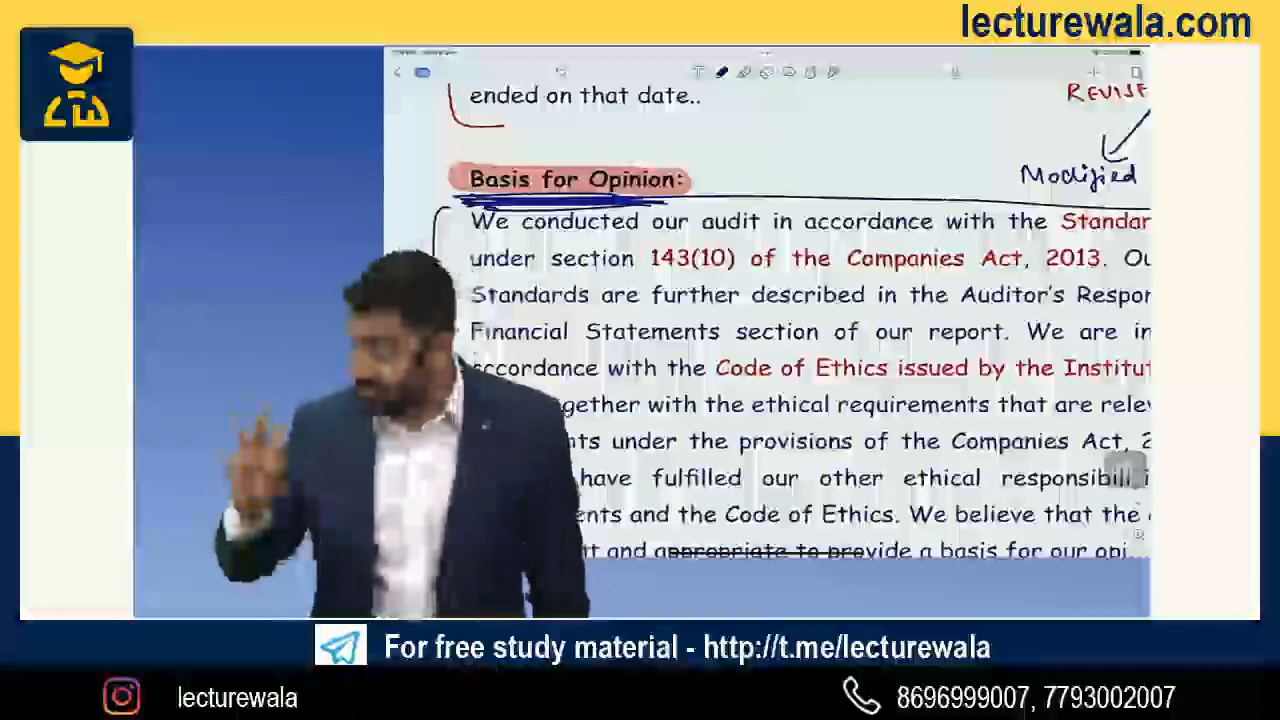 lecturewala.com
ended on that date..
REVISE
Basis for Opinion:
Modified
We conducted our audit in accordance with the Standar
under section 143(10) of the Companies Act, 2013. Ou
Standards are further described in the Auditor's Respon
Financial Statements section of our report. We are in
accordance with the Code of Ethics issued by the Institut
gether with the ethical requirements that are relev
nts under the provisions of the Companies Act, 2
have fulfilled our other ethical responsibili
ents and the Code of Ethics. We believe that the
t and appropriate to provide a basis for our opi
For free study material - http://t.me/lecturewala
lecturewala
8696999007, 7793002007